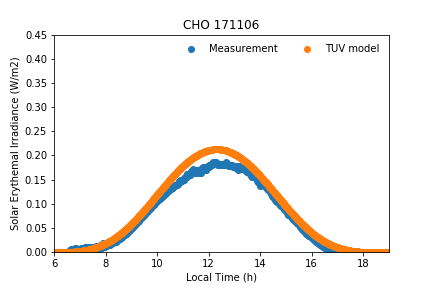 CHO 171106
Measurement TUV model
Solar Erythemal Irradiance (W/m2)
0.45
0.40
0.35
0.30
0.25
0.20
0.15
0.10
0.05
0.00
6 8 10 12 14 16 18
Local Time (h)